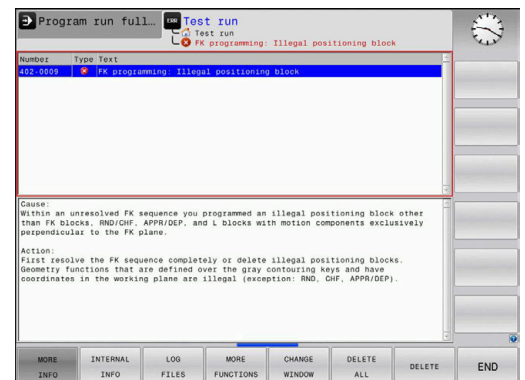 Program run full...
ERR Test run
Test run
FK programming: Illegal positioning block
Number Type Text
402-0009 FK programming: Illegal positioning block
Cause:
Within an unresolved FK sequence you programmed an illegal positioning block other
than FK blocks, RND/CHF, APPR/DEP, and L blocks with motion components exclusively
perpendicular to the FK plane.
Action:
First resolve the FK sequence completely or delete illegal positioning blocks.
Geometry functions that are defined over the gray contouring keys and have
coordinates in the working plane are illegal (exception: RND, CHF, APPR/DEP).
MORE INFO
INTERNAL INFO
LOG FILES
MORE FUNCTIONS
CHANGE WINDOW
DELETE ALL
DELETE
END